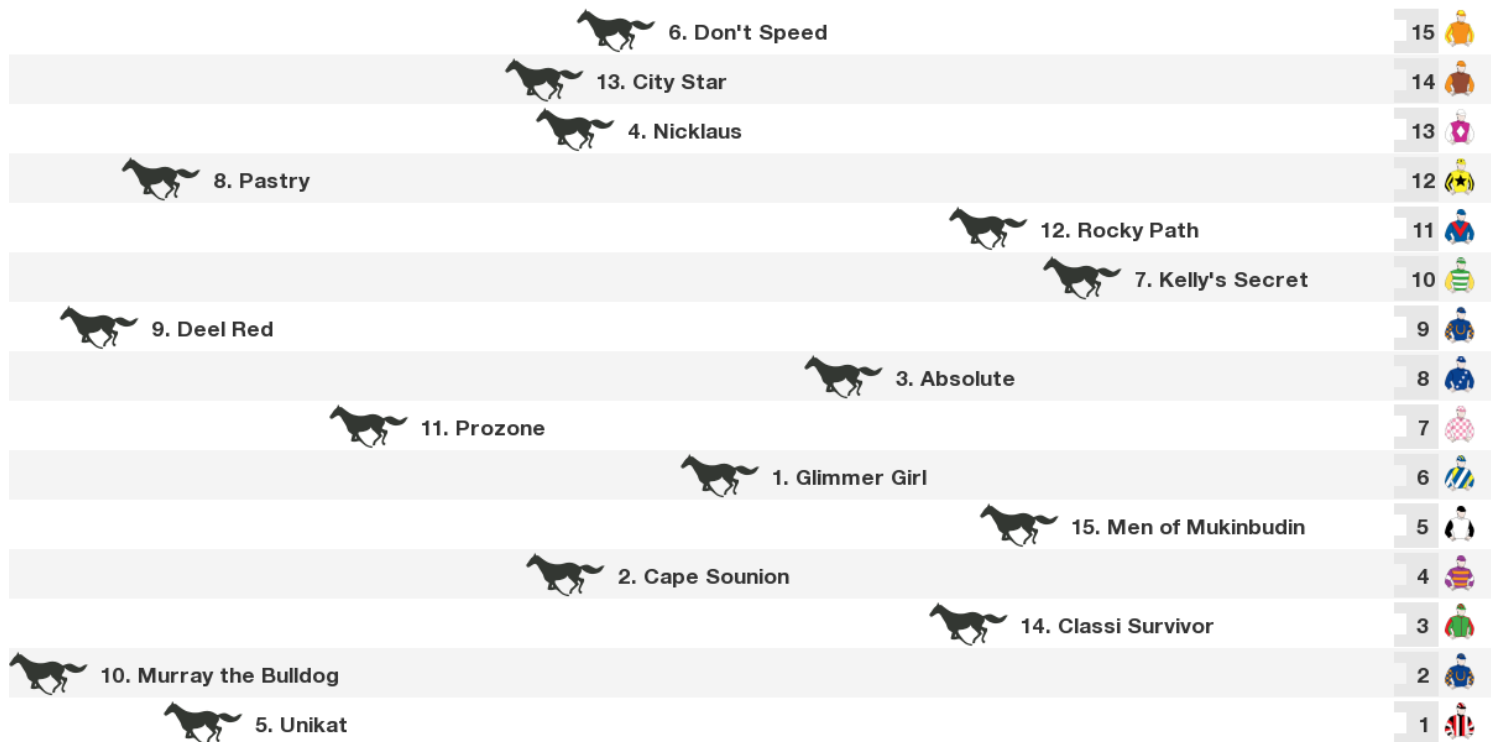 6. Don't Speed 15
13. City Star 14
4. Nicklaus 13
8. Pastry 12
12. Rocky Path 11
7. Kelly's Secret 10
9. Deel Red 9
3. Absolute 8
11. Prozone 7
1. Glimmer Girl 6
15. Men of Mukinbudin 5
2. Cape Sounion 4
14. Classi Survivor 3
10. Murray the Bulldog 2
5. Unikat 1